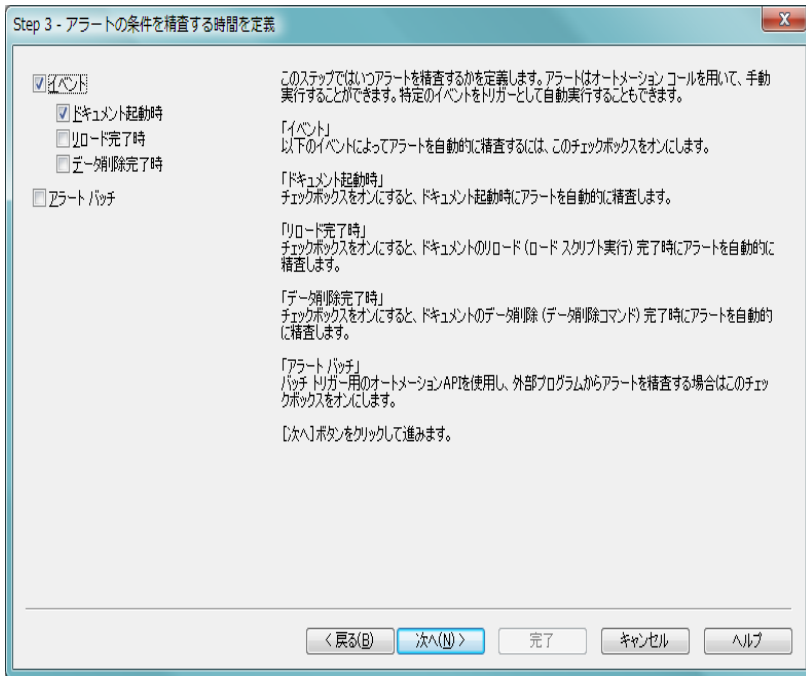 Step 3 - アラートの条件を精査する時間を定義
X
イベント
ドキュメント起動時
リロード完了時
データ削除完了時
アラート バッチ
このステップではいつアラートを精査するかを定義します。アラートはオートメーション コールを用いて、手動
実行することができます。特定のイベントをトリガーとして自動実行することもできます。
「イベント」
以下のイベントによってアラートを自動的に精査するには、このチェックボックスをオンにします。
「ドキュメント起動時」
チェックボックスをオンにすると、ドキュメント起動時にアラートを自動的に精査します。
「リロード完了時」
チェックボックスをオンにすると、ドキュメントのリロード (ロード スクリプト実行) 完了時にアラートを自動的に
精査します。
「データ削除完了時」
チェックボックスをオンにすると、ドキュメントのデータ削除 (データ削除コマンド) 完了時にアラートを自動的
に精査します。
「アラート バッチ」
バッチ トリガー用のオートメーションAPIを使用し、外部プログラムからアラートを精査する場合はこのチェッ
クボックスをオンにします。
[次へ]ボタンをクリックして進みます。
< 戻る(B)
次へ(N) >
完了
キャンセル
ヘルプ